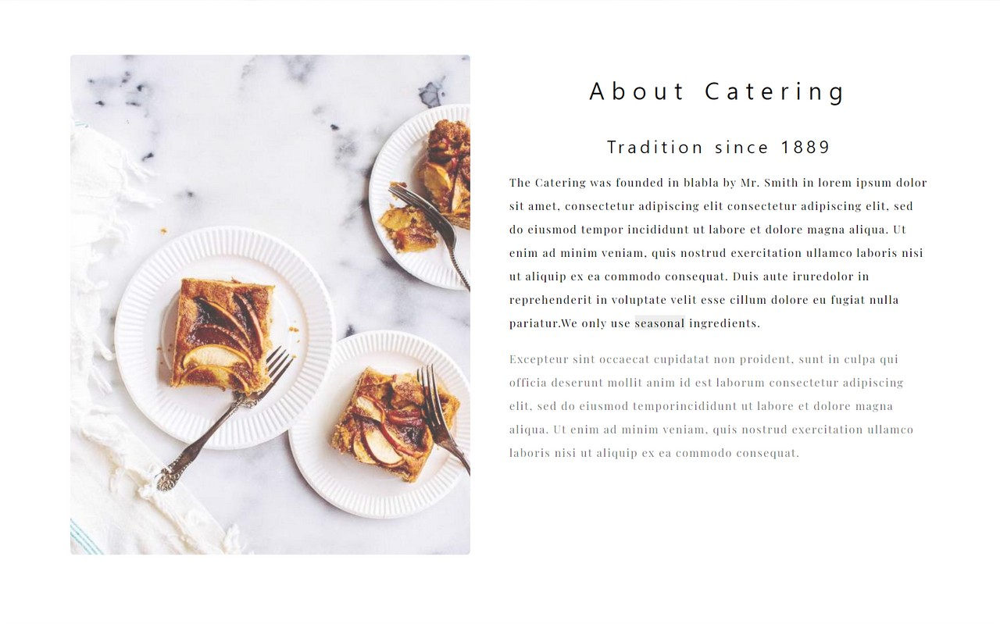 About Catering
Tradition since 1889
The Catering was founded in blabla by Mr. Smith in lorem ipsum dolor
sit amet, consectetur adipiscing elit consectetur adipiscing elit, sed
do eiusmod tempor incididunt ut labore et dolore magna aliqua. Ut
enim ad minim veniam, quis nostrud exercitation ullamco laboris nisi
ut aliquip ex ea commodo consequat. Duis aute iruredolor in
reprehenderit in voluptate velit esse cillum dolore eu fugiat nulla
pariatur.We only use seasonal ingredients.
Excepteur sint occaecat cupidatat non proident, sunt in culpa qui
officia deserunt mollit anim id est laborum consectetur adipiscing
elit, sed do eiusmod temporincididunt ut labore et dolore magna
aliqua. Ut enim ad minim veniam, quis nostrud exercitation ullamco
laboris nisi ut aliquip ex ea commodo consequat.